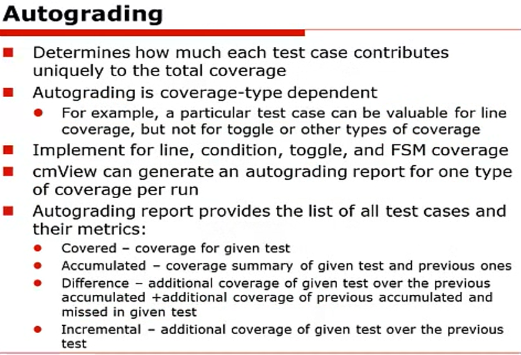 Autograding
Determines how much each test case contributes
uniquely to the total coverage
Autograding is coverage-type dependent
For example, a particular test case can be valuable for line
coverage, but not for toggle or other types of coverage
Implement for line, condition, toggle, and FSM coverage
cmView can generate an autograding report for one type
of coverage per run
Autograding report provides the list of all test cases and
their metrics:
Covered – coverage for given test
Accumulated – coverage summary of given test and previous ones
Difference – additional coverage of given test over the previous
accumulated +additional coverage of previous accumulated and
missed in given test
Incremental – additional coverage of given test over the previous
test